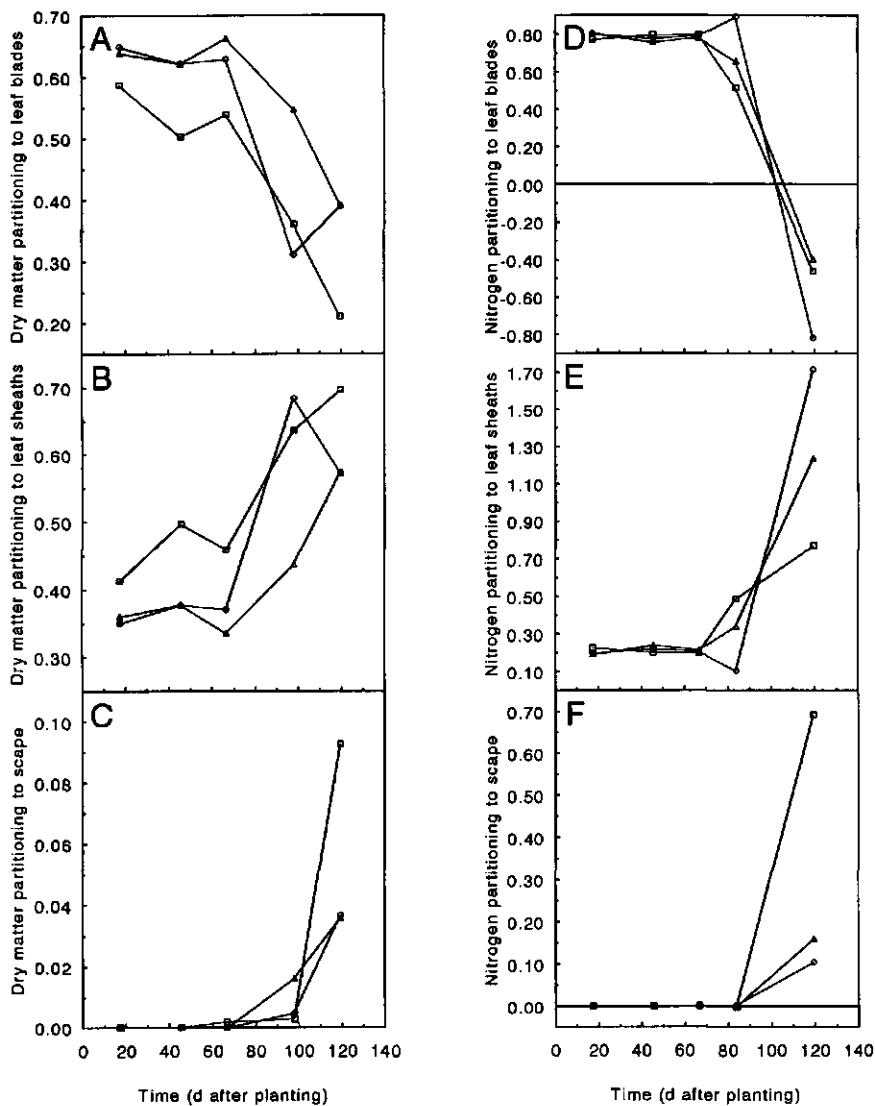 A
Dry matter partitioning to leaf blades
0.70
0.60
0.50
0.40
0.30
0.20
B
Dry matter partitioning to leaf sheaths
0.70
0.60
0.50
0.40
0.30
C
Dry matter partitioning to scape
0.10
0.08
0.06
0.04
0.02
0.00
0 20 40 60 80 100 120 140
Time (d after planting)
D
Nitrogen partitioning to leaf blades
0.80
0.60
0.40
0.20
0.00
-0.20
-0.40
-0.60
-0.80
E
Nitrogen partitioning to leaf sheaths
1.70
1.50
1.30
1.10
0.90
0.70
0.50
0.30
0.10
F
Nitrogen partitioning to scape
0.70
0.60
0.50
0.40
0.30
0.20
0.10
0.00
0 20 40 60 80 100 120 140
Time (d after planting)